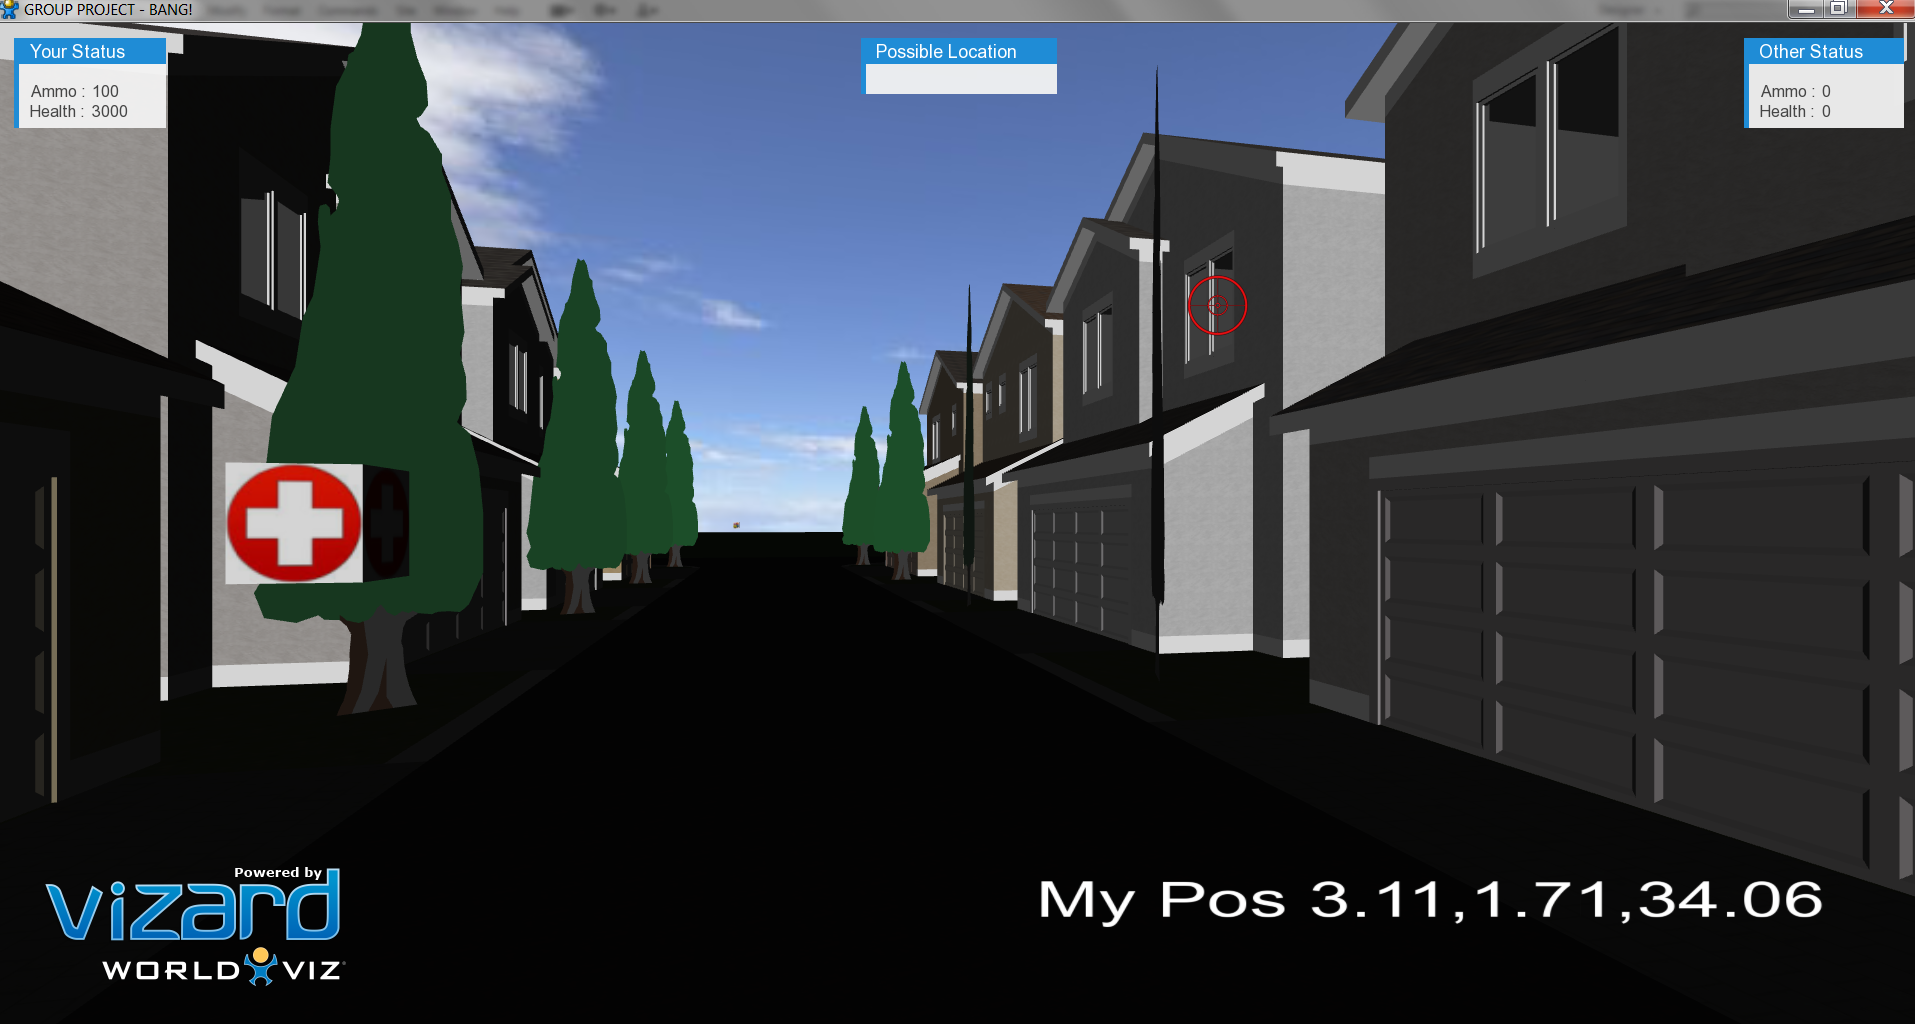 GROUP PROJECT - BANG!
Your Status
Ammo : 100
Health : 3000
Possible Location
Other Status
Ammo : 0
Health : 0
Powered by
vizard
WORLD VIZ
My Pos 3.11,1.71,34.06